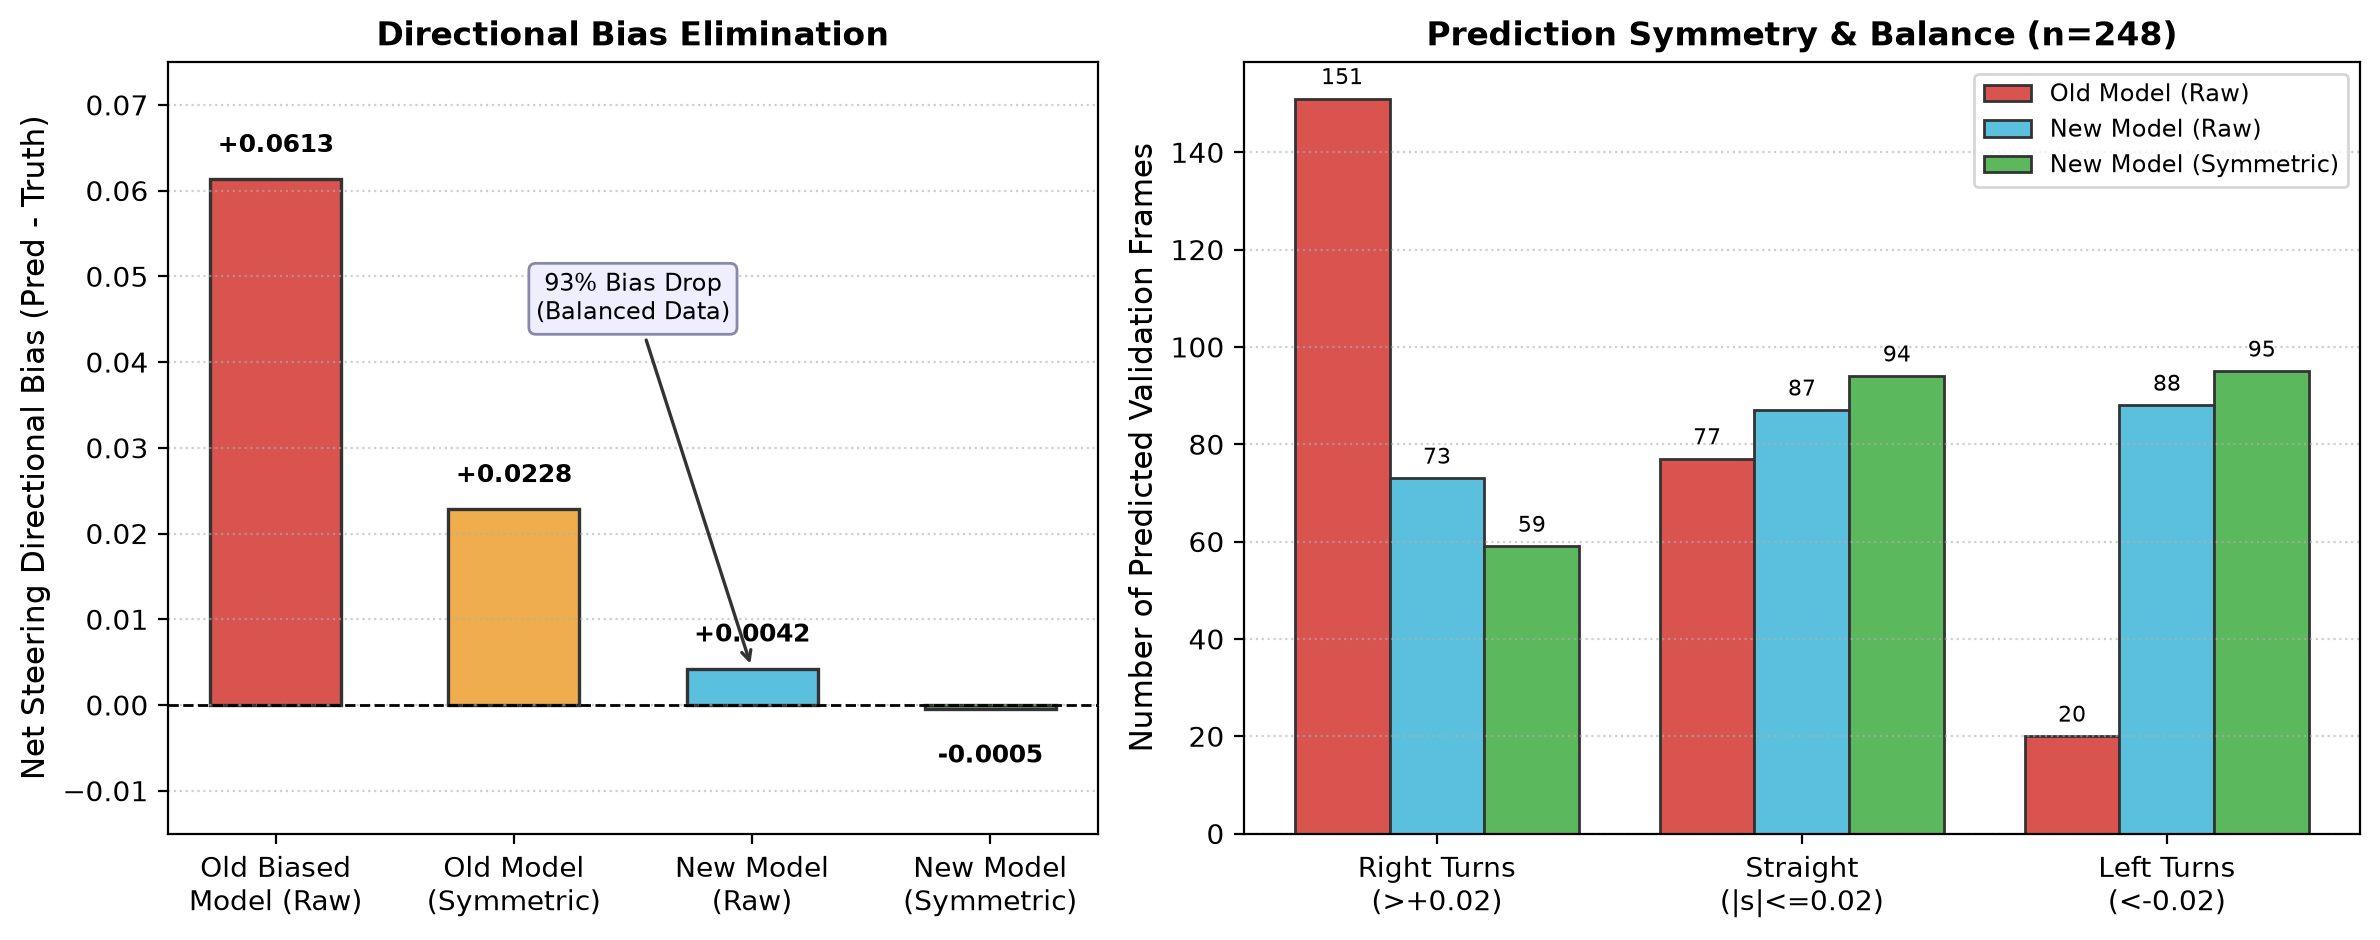 Directional Bias Elimination
Net Steering Directional Bias (Pred - Truth)
0.07
0.06
0.05
0.04
0.03
0.02
0.01
0.00
−0.01
+0.0613
+0.0228
+0.0042
-0.0005
93% Bias Drop
(Balanced Data)
Old Biased
Model (Raw)
Old Model
(Symmetric)
New Model
(Raw)
New Model
(Symmetric)
Prediction Symmetry & Balance (n=248)
Number of Predicted Validation Frames
140
120
100
80
60
40
20
0
151
73
59
77
87
94
20
88
95
Old Model (Raw)
New Model (Raw)
New Model (Symmetric)
Right Turns
(>+0.02)
Straight
(|s|<=0.02)
Left Turns
(<-0.02)